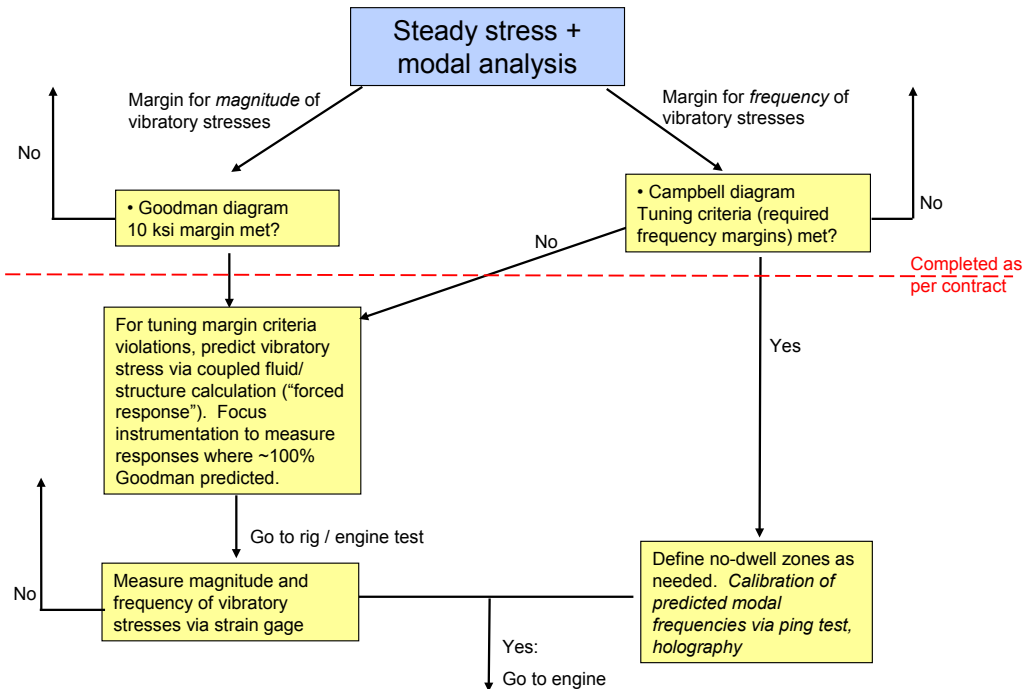 Steady stress +
modal analysis
Margin for magnitude of
vibratory stresses
Margin for frequency of
vibratory stresses
No
• Goodman diagram
10 ksi margin met?
• Campbell diagram
Tuning criteria (required
frequency margins) met?
No
No
Completed as
per contract
For tuning margin criteria
violations, predict vibratory
stress via coupled fluid/
structure calculation (“forced
response”). Focus
instrumentation to measure
responses where ~100%
Goodman predicted.
Yes
Go to rig / engine test
No
Measure magnitude and
frequency of vibratory
stresses via strain gage
Define no-dwell zones as
needed. Calibration of
predicted modal
frequencies via ping test,
holography
Yes:
Go to engine